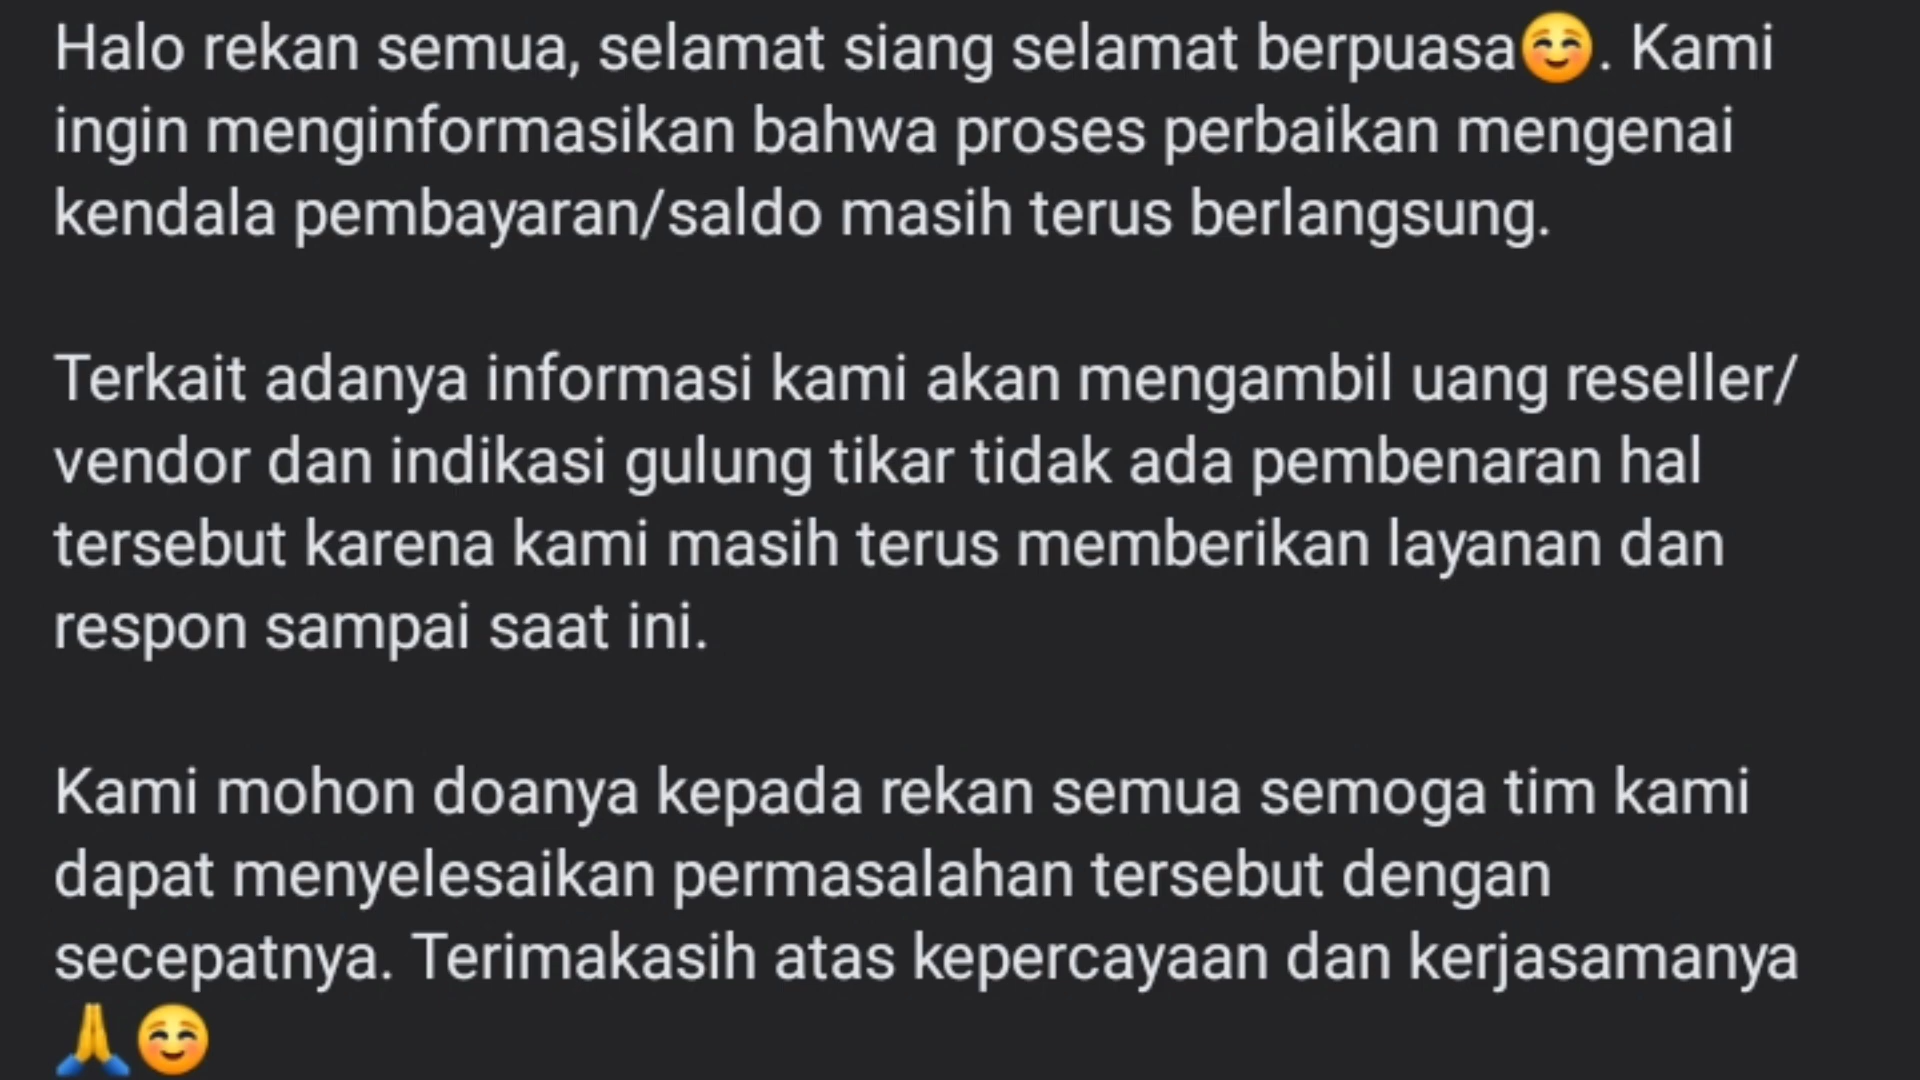 Halo rekan semua, selamat siang selamat berpuasa☺️. Kami
ingin menginformasikan bahwa proses perbaikan mengenai
kendala pembayaran/saldo masih terus berlangsung.
Terkait adanya informasi kami akan mengambil uang reseller/
vendor dan indikasi gulung tikar tidak ada pembenaran hal
tersebut karena kami masih terus memberikan layanan dan
respon sampai saat ini.
Kami mohon doanya kepada rekan semua semoga tim kami
dapat menyelesaikan permasalahan tersebut dengan
secepatnya. Terimakasih atas kepercayaan dan kerjasamanya
🙏☺️